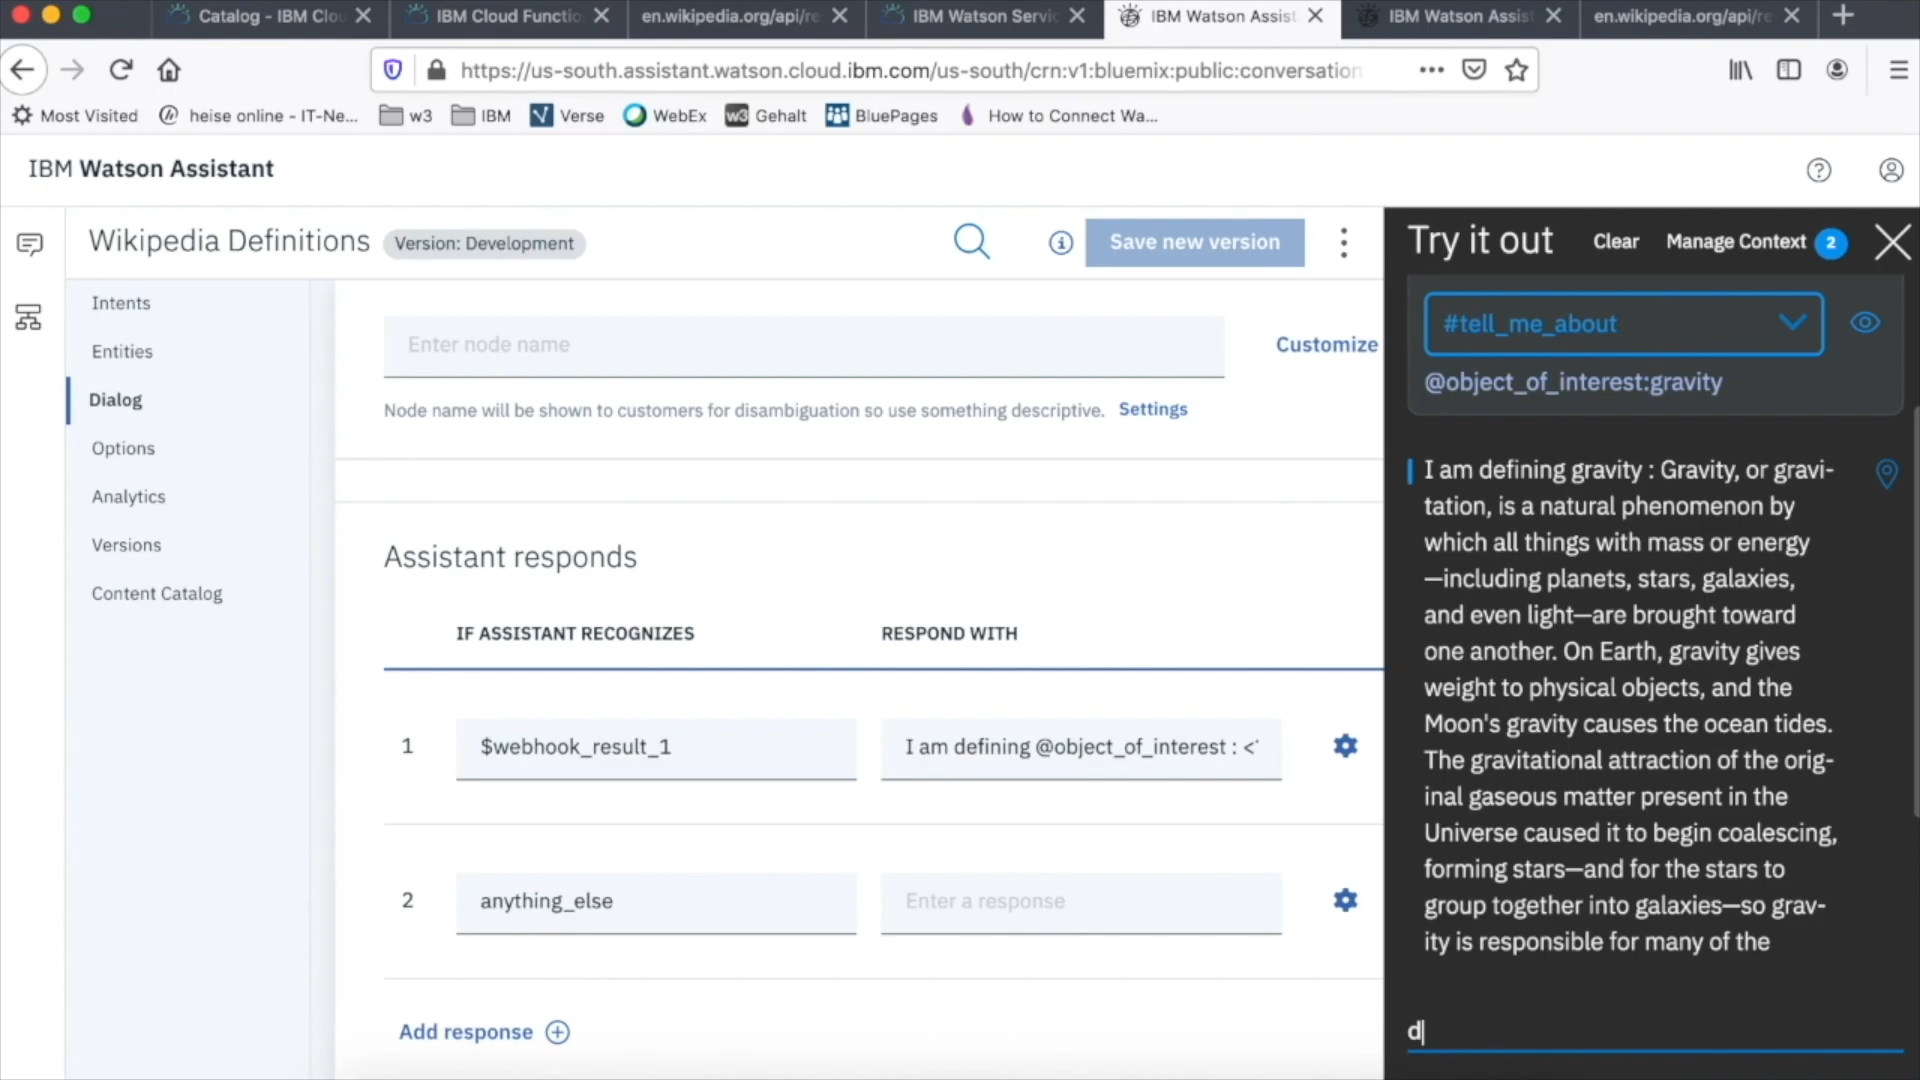 Catalog - IBM Clou
IBM Cloud Functio
en.wikipedia.org/api/re
IBM Watson Servic
IBM Watson Assist
IBM Watson Assist
en.wikipedia.org/api/re
https://us-south.assistant.watson.cloud.ibm.com/us-south/crn:v1:bluemix:public:conversation
Most Visited
heise online - IT-Ne...
w3
IBM
Verse
WebEx
w3 Gehalt
BluePages
How to Connect Wa...
IBM Watson Assistant
Wikipedia Definitions
Version: Development
Save new version
Intents
Entities
Dialog
Options
Analytics
Versions
Content Catalog
Enter node name
Customize
Node name will be shown to customers for disambiguation so use something descriptive. Settings
Assistant responds
IF ASSISTANT RECOGNIZES
RESPOND WITH
1
$webhook_result_1
I am defining @object_of_interest : <
2
anything_else
Enter a response
Add response
Try it out
Clear
Manage Context 2
#tell_me_about
@object_of_interest:gravity
I am defining gravity : Gravity, or gravi-
tation, is a natural phenomenon by
which all things with mass or energy
—including planets, stars, galaxies,
and even light—are brought toward
one another. On Earth, gravity gives
weight to physical objects, and the
Moon's gravity causes the ocean tides.
The gravitational attraction of the orig-
inal gaseous matter present in the
Universe caused it to begin coalescing,
forming stars—and for the stars to
group together into galaxies—so grav-
ity is responsible for many of the
d